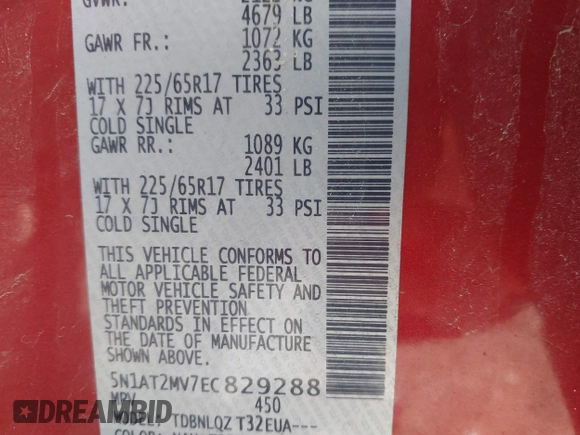 4679 LB
GAWR FR.: 1072 KG
2363 LB
WITH 225/65R17 TIRES
17 X 7J RIMS AT 33 PSI
COLD SINGLE
GAWR RR.: 1089 KG
2401 LB
WITH 225/65R17 TIRES
17 X 7J RIMS AT 33 PSI
COLD SINGLE
THIS VEHICLE CONFORMS TO
ALL APPLICABLE FEDERAL
MOTOR VEHICLE SAFETY AND
THEFT PREVENTION
STANDARDS IN EFFECT ON
THE DATE OF MANUFACTURE
SHOWN ABOVE.
5N1AT2MV7EC829288
MPV 450
MODEL: TDBNLQZ T32EUA---
DREAMBID